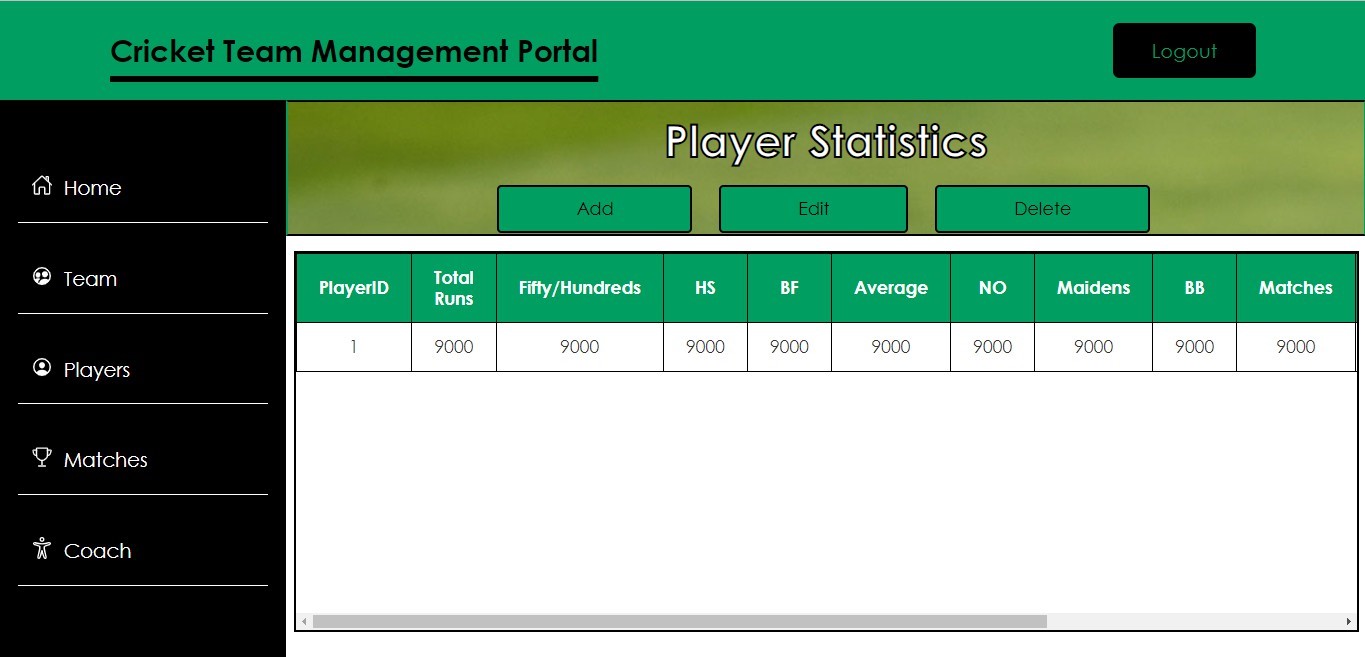 Cricket Team Management Portal
Logout
Home
Team
Players
Matches
Coach
Player Statistics
Add Edit Delete
PlayerID Total Runs Fifty/Hundreds HS BF Average NO Maidens BB Matches
1 9000 9000 9000 9000 9000 9000 9000 9000 9000